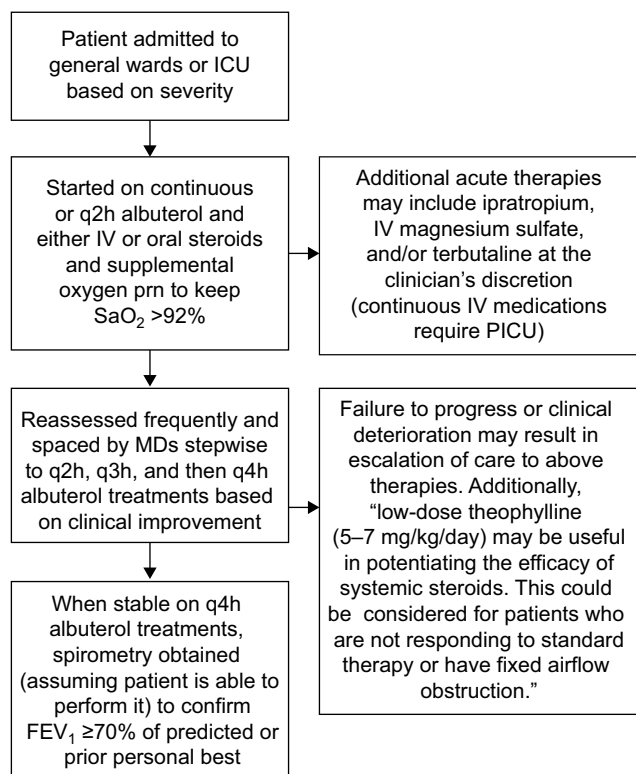 Patient admitted to
general wards or ICU
based on severity
Started on continuous
or q2h albuterol and
either IV or oral steroids
and supplemental
oxygen prn to keep
SaO₂ >92%
Additional acute therapies
may include ipratropium,
IV magnesium sulfate,
and/or terbutaline at the
clinician’s discretion
(continuous IV medications
require PICU)
Reassessed frequently and
spaced by MDs stepwise
to q2h, q3h, and then q4h
albuterol treatments based
on clinical improvement
Failure to progress or clinical
deterioration may result in
escalation of care to above
therapies. Additionally,
“low-dose theophylline
(5–7 mg/kg/day) may be useful
in potentiating the efficacy of
systemic steroids. This could
be considered for patients who
are not responding to standard
therapy or have fixed airflow
obstruction.”
When stable on q4h
albuterol treatments,
spirometry obtained
(assuming patient is able to
perform it) to confirm
FEV₁ ≥70% of predicted or
prior personal best